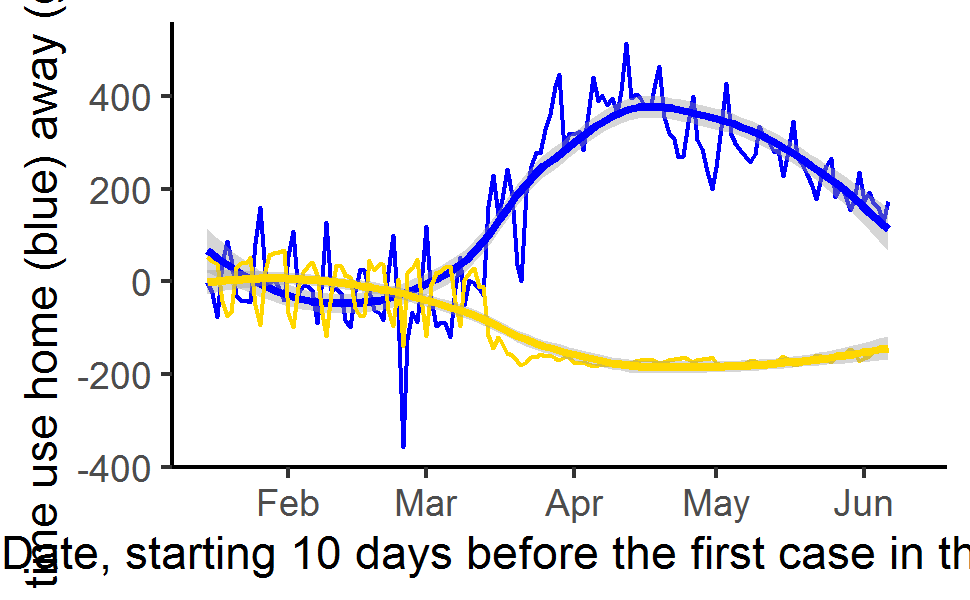 time use home (blue) away (
400
200
0
-200
-400
Feb Mar Apr May Jun
Date, starting 10 days before the first case in th